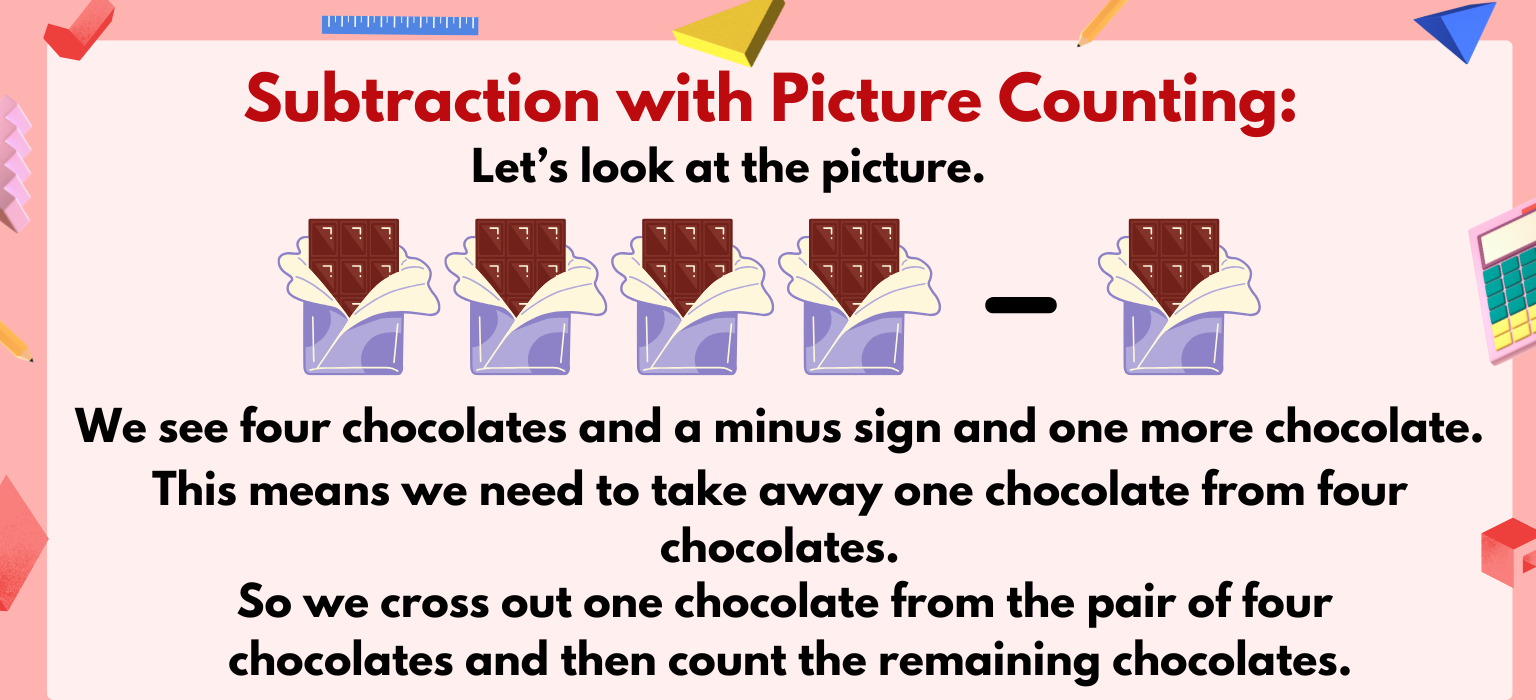 Subtraction with Picture Counting:
Let’s look at the picture.
We see four chocolates and a minus sign and one more chocolate.
This means we need to take away one chocolate from four
chocolates.
So we cross out one chocolate from the pair of four
chocolates and then count the remaining chocolates.